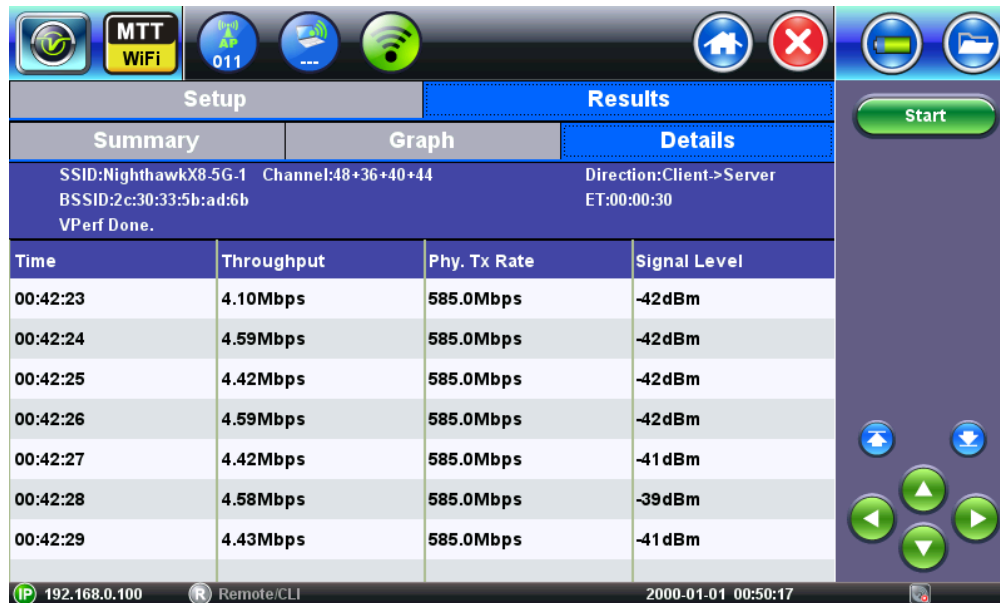 MTT
WiFi
AP
011
---
Setup
Results
Start
Summary
Graph
Details
SSID:NighthawkX8-5G-1 Channel:48+36+40+44 Direction:Client->Server
BSSID:2c:30:33:5b:ad:6b ET:00:00:30
VPerf Done.
Time Throughput Phy. Tx Rate Signal Level
00:42:23 4.10Mbps 585.0Mbps -42dBm
00:42:24 4.59Mbps 585.0Mbps -42dBm
00:42:25 4.42Mbps 585.0Mbps -42dBm
00:42:26 4.59Mbps 585.0Mbps -42dBm
00:42:27 4.42Mbps 585.0Mbps -41dBm
00:42:28 4.58Mbps 585.0Mbps -39dBm
00:42:29 4.43Mbps 585.0Mbps -41dBm
IP 192.168.0.100 R Remote/CLI 2000-01-01 00:50:17